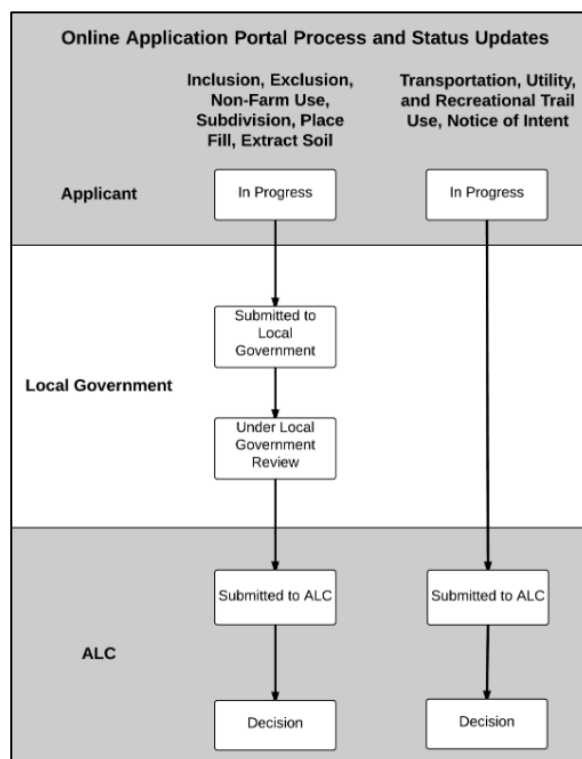 Online Application Portal Process and Status Updates
Inclusion, Exclusion,
Non-Farm Use,
Subdivision, Place
Fill, Extract Soil
Transportation, Utility,
and Recreational Trail
Use, Notice of Intent
Applicant
In Progress
In Progress
Submitted to
Local
Government
Local Government
Under Local
Government
Review
Submitted to ALC
Submitted to ALC
ALC
Decision
Decision